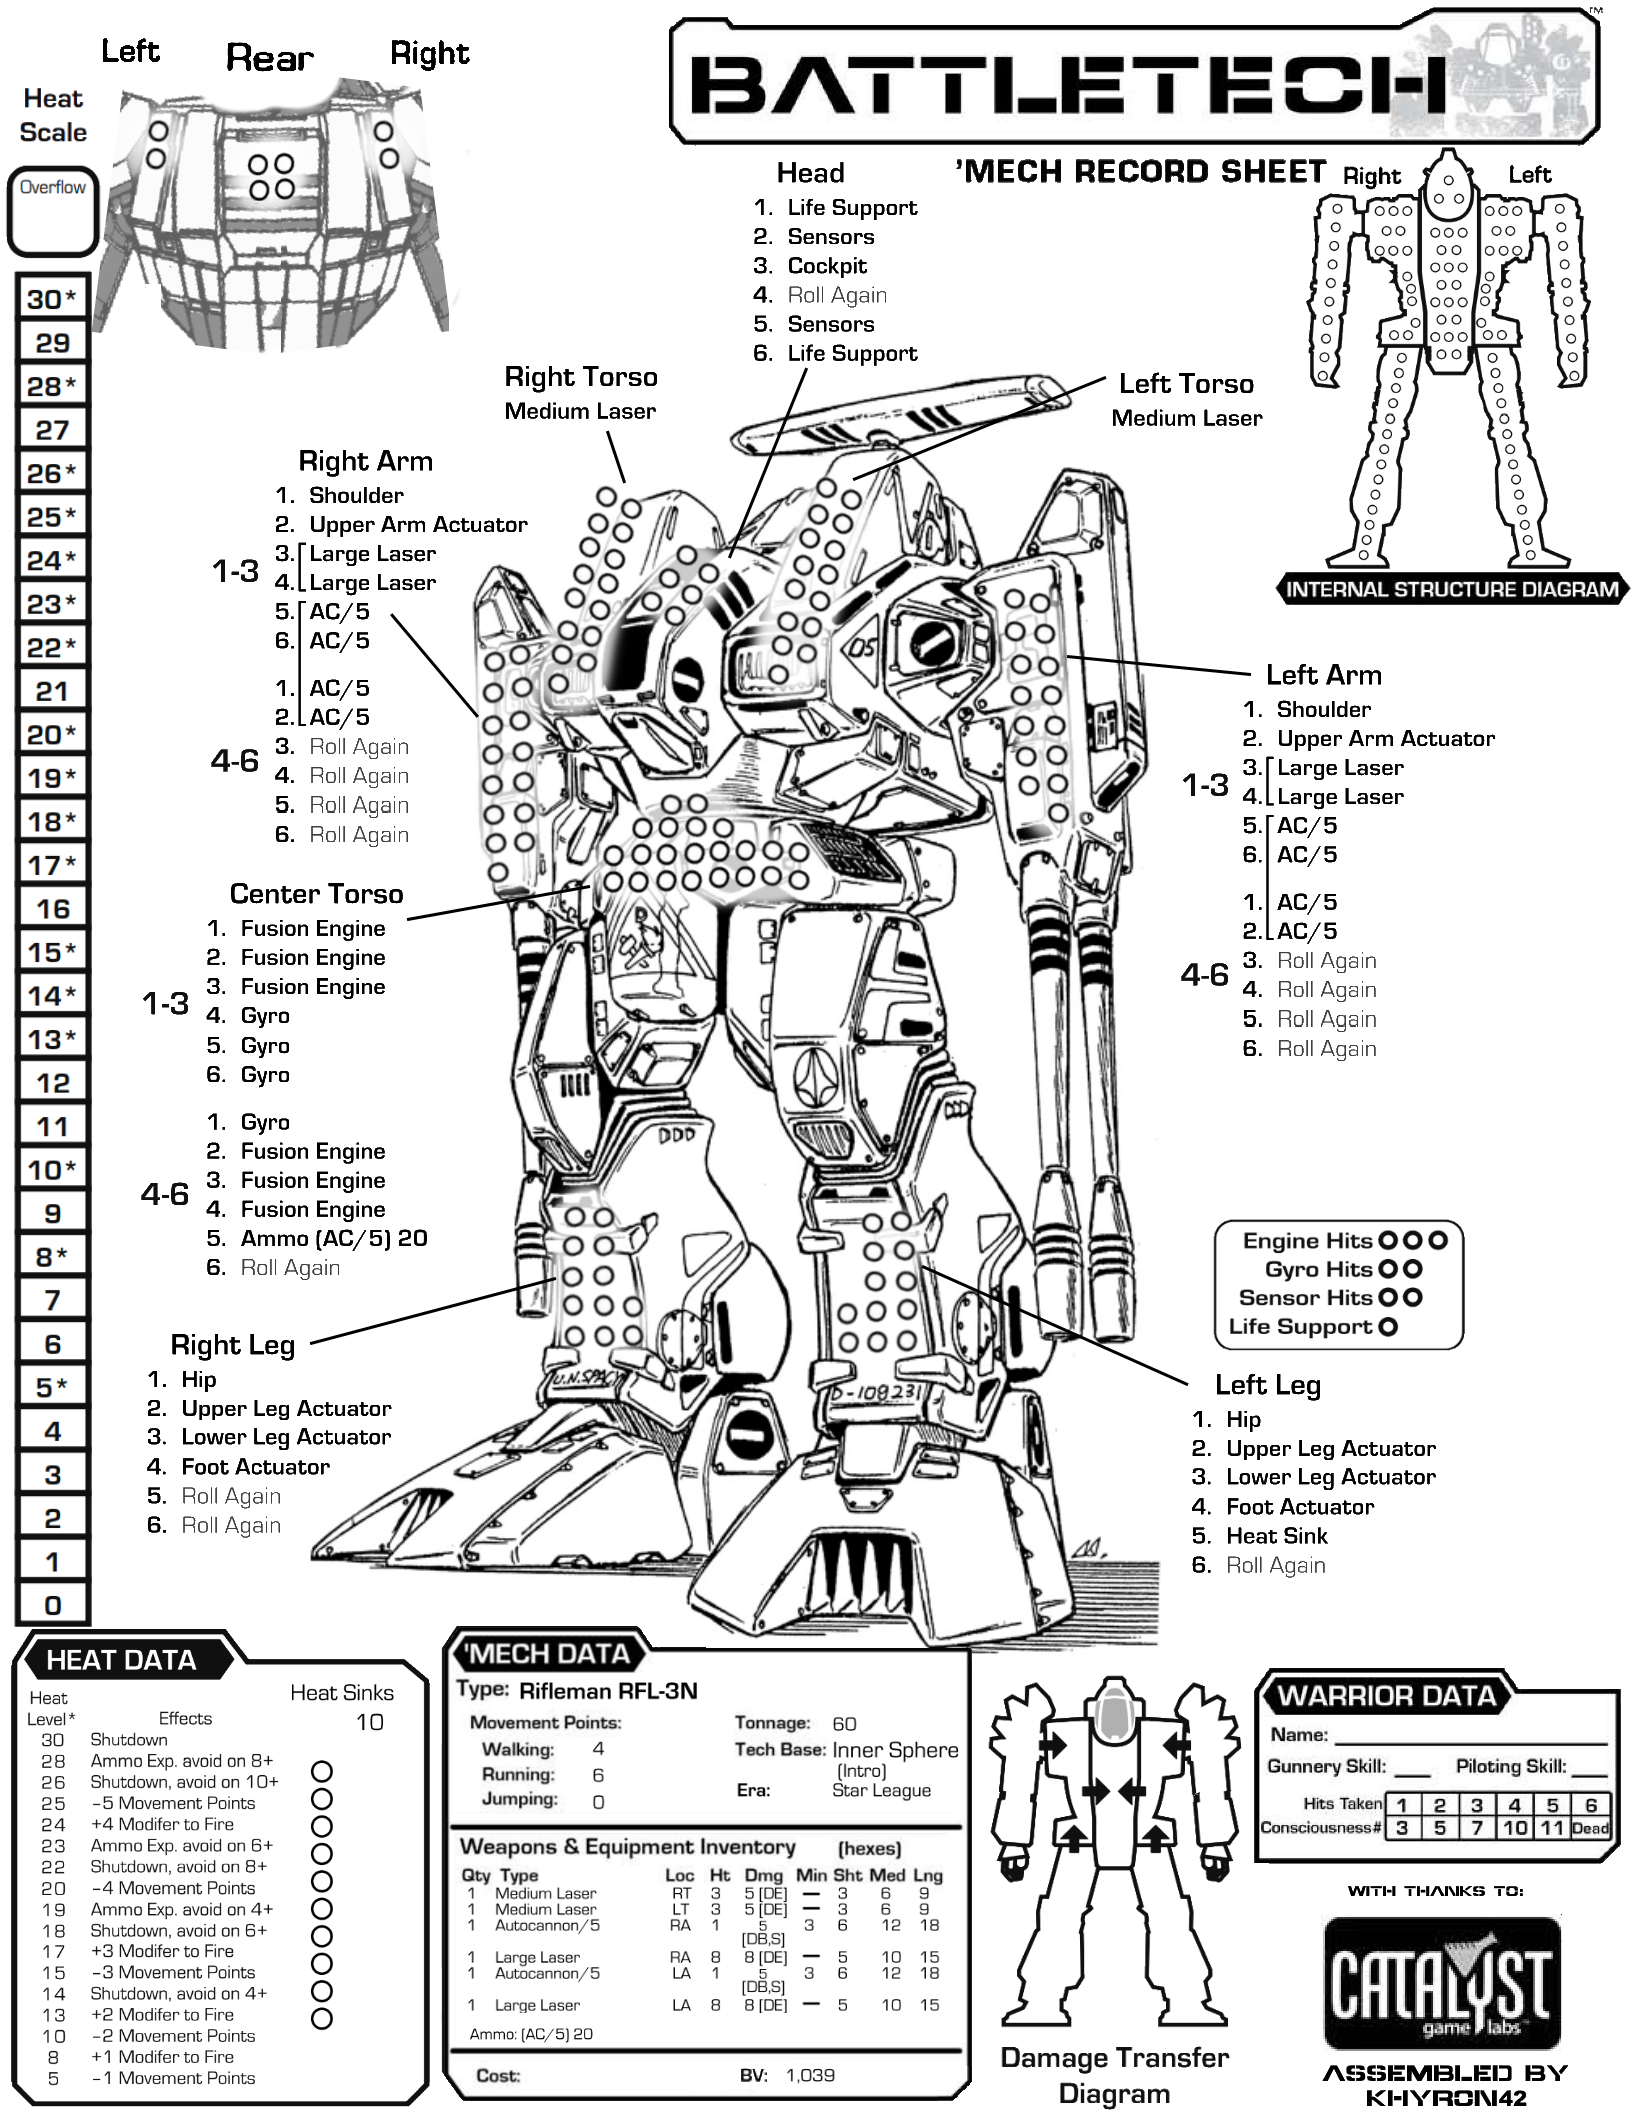 Left Rear Right
BATTLETECH™
'MECH RECORD SHEET
Heat
Scale
Overflow
30*
29
28*
27
26*
25*
24*
23*
22*
21
20*
19*
18*
17*
16
15*
14*
13*
12
11
10*
9
8*
7
6
5*
4
3
2
1
0
Head
1. Life Support
2. Sensors
3. Cockpit
4. Roll Again
5. Sensors
6. Life Support
Right Left
INTERNAL STRUCTURE DIAGRAM
Right Torso
Medium Laser
Left Torso
Medium Laser
Right Arm
1. Shoulder
2. Upper Arm Actuator
1-3
3. Large Laser
4. Large Laser
5. AC/5
6. AC/5
1. AC/5
2. AC/5
4-6
3. Roll Again
4. Roll Again
5. Roll Again
6. Roll Again
Left Arm
1. Shoulder
2. Upper Arm Actuator
1-3
3. Large Laser
4. Large Laser
5. AC/5
6. AC/5
1. AC/5
2. AC/5
4-6
3. Roll Again
4. Roll Again
5. Roll Again
6. Roll Again
Center Torso
1. Fusion Engine
2. Fusion Engine
3. Fusion Engine
1-3
4. Gyro
5. Gyro
6. Gyro
1. Gyro
2. Fusion Engine
3. Fusion Engine
4-6
4. Fusion Engine
5. Ammo (AC/5) 20
6. Roll Again
05
D
DDD
DDD
U.N.SPACY
D-109231
Engine Hits
Gyro Hits
Sensor Hits
Life Support
Right Leg
1. Hip
2. Upper Leg Actuator
3. Lower Leg Actuator
4. Foot Actuator
5. Roll Again
6. Roll Again
Left Leg
1. Hip
2. Upper Leg Actuator
3. Lower Leg Actuator
4. Foot Actuator
5. Heat Sink
6. Roll Again
HEAT DATA
Heat
Level* Effects
Heat Sinks
10
30 Shutdown
28 Ammo Exp. avoid on 8+
26 Shutdown, avoid on 10+
25 -5 Movement Points
24 +4 Modifer to Fire
23 Ammo Exp. avoid on 6+
22 Shutdown, avoid on 8+
20 -4 Movement Points
19 Ammo Exp. avoid on 4+
18 Shutdown, avoid on 6+
17 +3 Modifer to Fire
15 -3 Movement Points
14 Shutdown, avoid on 4+
13 +2 Modifer to Fire
10 -2 Movement Points
8 +1 Modifer to Fire
5 -1 Movement Points
'MECH DATA
Type: Rifleman RFL-3N
Movement Points:
Walking: 4
Running: 6
Jumping: 0
Tonnage: 60
Tech Base: Inner Sphere
(Intro)
Era: Star League
Weapons & Equipment Inventory (hexes)
Qty Type Loc Ht Dmg Min Sht Med Lng
1 Medium Laser RT 3 5 [DE] — 3 6 9
1 Medium Laser LT 3 5 [DE] — 3 6 9
1 Autocannon/5 RA 1 5 3 6 12 18
[DB,S]
1 Large Laser RA 8 8 [DE] — 5 10 15
1 Autocannon/5 LA 1 5 3 6 12 18
[DB,S]
1 Large Laser LA 8 8 [DE] — 5 10 15
Ammo: (AC/5) 20
Cost: BV: 1,039
Damage Transfer
Diagram
WARRIOR DATA
Name:
Gunnery Skill: Piloting Skill:
Hits Taken 1 2 3 4 5 6
Consciousness# 3 5 7 10 11 Dead
WITH THANKS TO:
CATALYST
game labs™
ASSEMBLED BY
KHYRON42